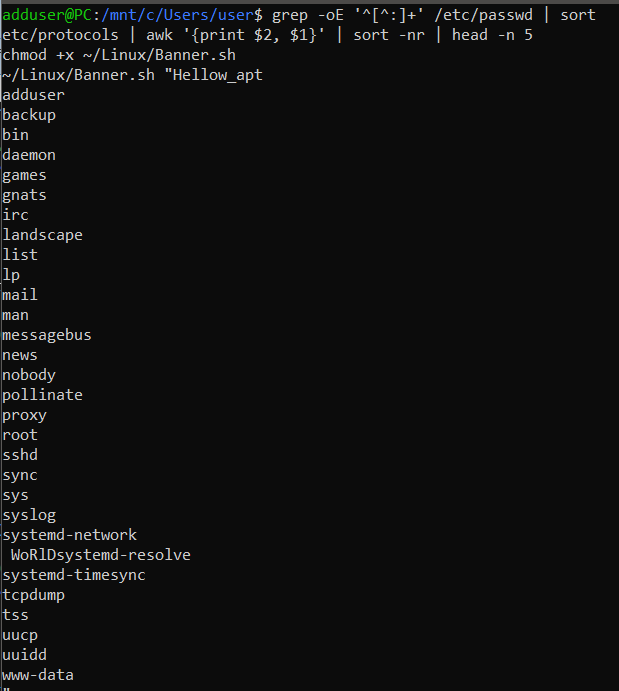 adduser@PC:/mnt/c/Users/user$ grep -oE '^[^:]+' /etc/passwd | sort
etc/protocols | awk '{print $2, $1}' | sort -nr | head -n 5
chmod +x ~/Linux/Banner.sh
~/Linux/Banner.sh "Hellow_apt
adduser
backup
bin
daemon
games
gnats
irc
landscape
list
lp
mail
man
messagebus
news
nobody
pollinate
proxy
root
sshd
sync
sys
syslog
systemd-network
 WoRlDsystemd-resolve
systemd-timesync
tcpdump
tss
uucp
uuidd
www-data
"